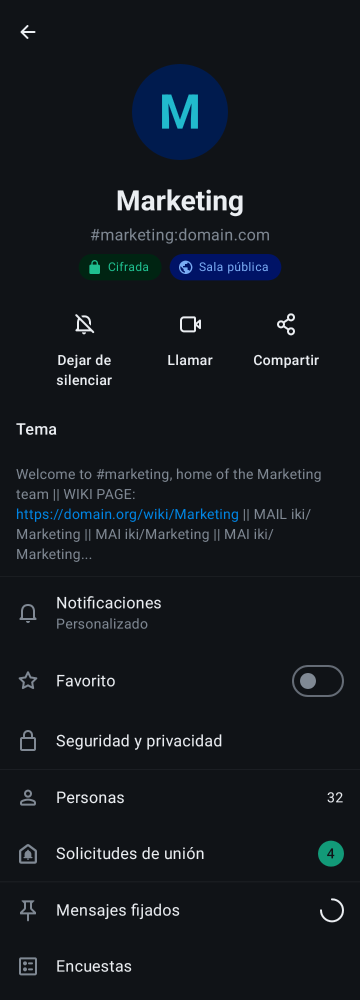 M
Marketing
#marketing:domain.com
Cifrada
Sala pública
Dejar de
silenciar
Llamar
Compartir
Tema
Welcome to #marketing, home of the Marketing
team || WIKI PAGE:
https://domain.org/wiki/Marketing || MAIL iki/
Marketing || MAI iki/Marketing || MAI iki/
Marketing...
Notificaciones
Personalizado
Favorito
Seguridad y privacidad
Personas 32
Solicitudes de unión 4
Mensajes fijados
Encuestas